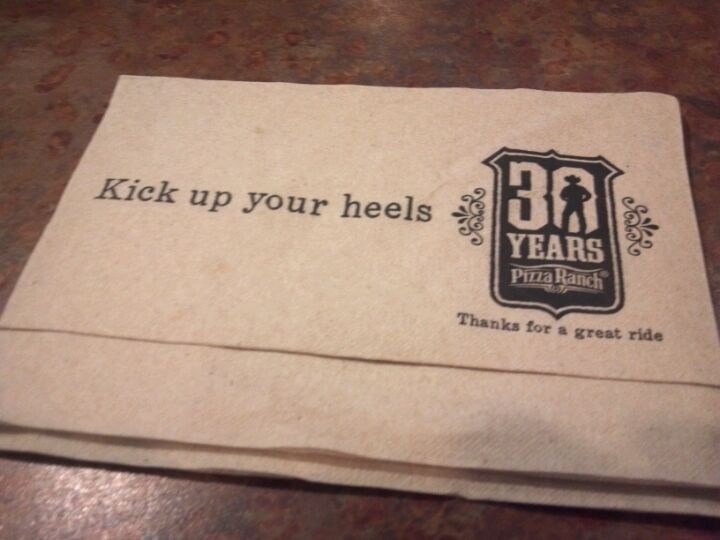 Kick up your heels
30
YEARS
Pizza Ranch®
Thanks for a great ride